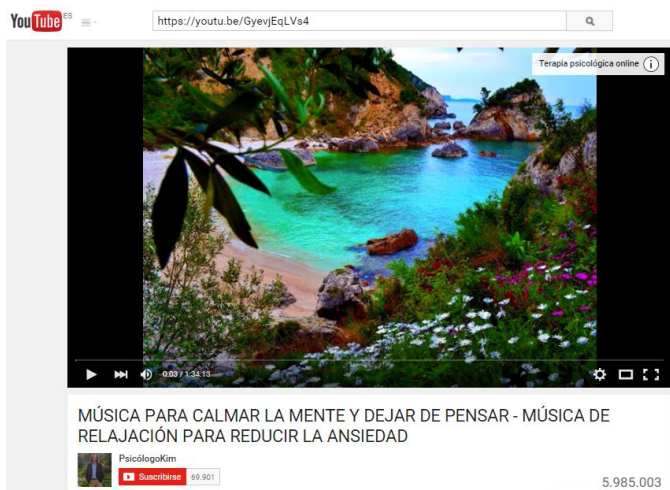 YouTube ES
https://youtu.be/GyevjEqLVs4
Terapia psicológica online
0:03 / 1:34:13
MÚSICA PARA CALMAR LA MENTE Y DEJAR DE PENSAR - MÚSICA DE
RELAJACIÓN PARA REDUCIR LA ANSIEDAD
PsicólogoKim
Suscribirse 69.901
5.985.003